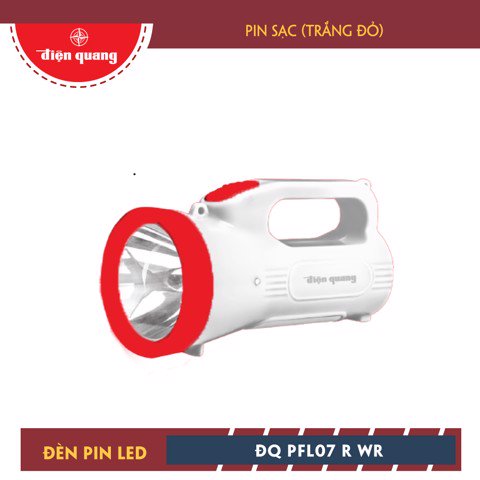 điện quang
PIN SẠC (TRẮNG ĐỎ)
điện quang
ĐÈN PIN LED
ĐQ PFL07 R WR